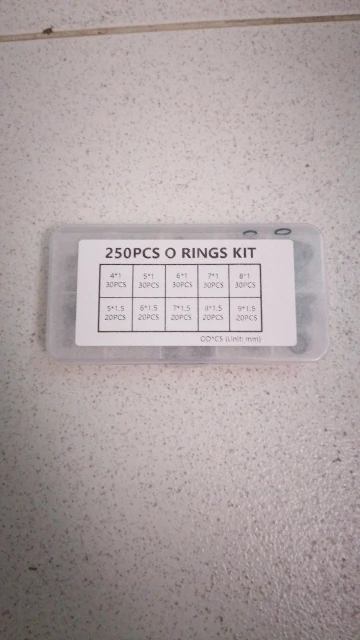 250PCS O RINGS KIT
4*1 5*1 6*1 7*1 8*1
30PCS 30PCS 30PCS 30PCS 30PCS
5*1.5 6*1.5 7*1.5 8*1.5 9*1.5
20PCS 20PCS 20PCS 20PCS 20PCS
OD*CS (Unit: mm)